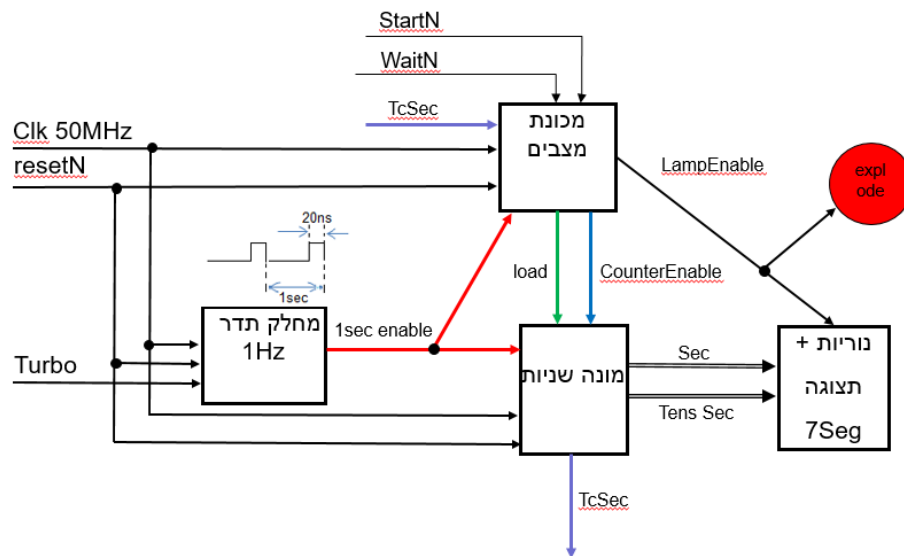 StartN
WaitN
TcSec
Clk 50MHz
resetN
מכונת
מצבים
LampEnable
expl
ode
20ns
1sec
load
CounterEnable
מחלק תדר
1Hz
1sec enable
Turbo
מונה שניות
Sec
Tens Sec
נוריות +
תצוגה
7Seg
TcSec